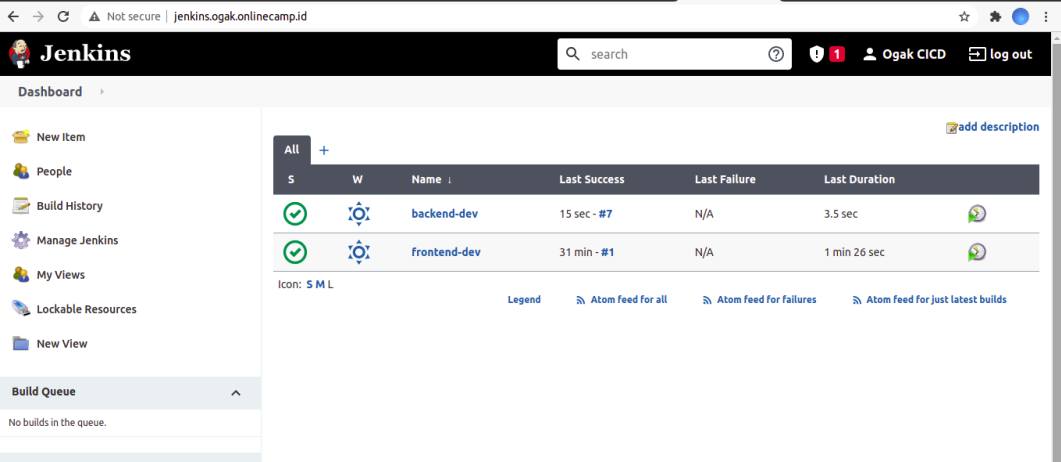 Not secure | jenkins.ogak.onlinecamp.id
Jenkins
search
1
Ogak CICD
log out
Dashboard
New Item
People
Build History
Manage Jenkins
My Views
Lockable Resources
New View
Build Queue
No builds in the queue.
add description
All +
S W Name ↓ Last Success Last Failure Last Duration
backend-dev 15 sec - #7 N/A 3.5 sec
frontend-dev 31 min - #1 N/A 1 min 26 sec
Icon: S M L
Legend Atom feed for all Atom feed for failures Atom feed for just latest builds